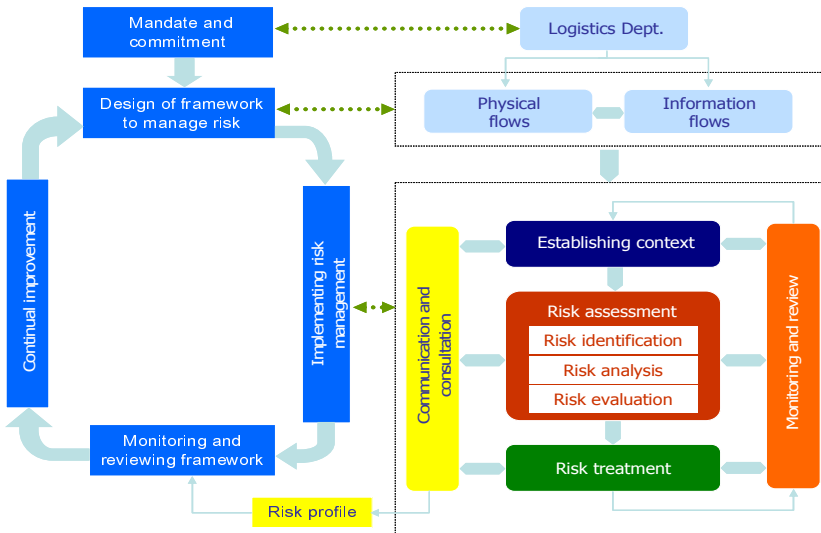 Mandate and
commitment
Logistics Dept.
Design of framework
to manage risk
Physical
flows
Information
flows
Continual improvement
Implementing risk
management
Communication and
consultation
Establishing context
Risk assessment
Risk identification
Risk analysis
Risk evaluation
Monitoring and review
Monitoring and
reviewing framework
Risk treatment
Risk profile